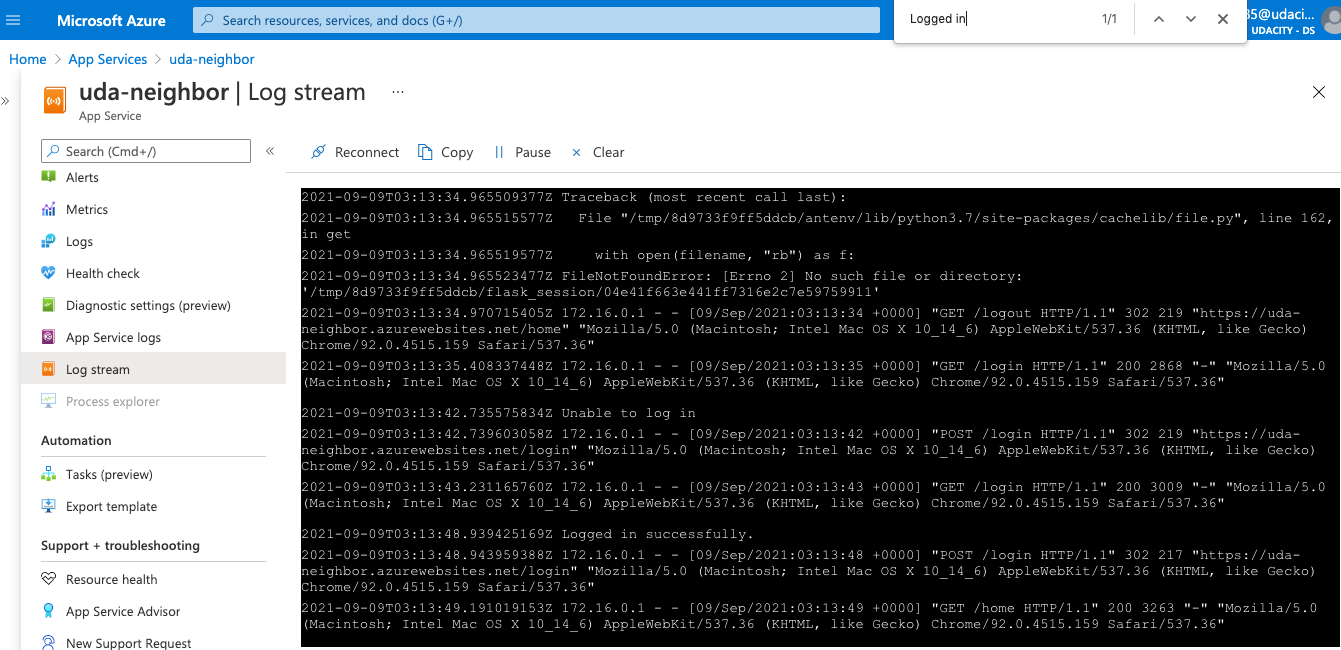 Microsoft Azure
Search resources, services, and docs (G+/)
Logged in
1/1
35@udaci...
UDACITY - DS
Home > App Services > uda-neighbor
»
uda-neighbor | Log stream ...
App Service
Search (Cmd+/)
«
Reconnect Copy Pause Clear
Alerts
Metrics
Logs
Health check
Diagnostic settings (preview)
App Service logs
Log stream
Process explorer
Automation
Tasks (preview)
Export template
Support + troubleshooting
Resource health
App Service Advisor
New Support Request
2021-09-09T03:13:34.965509377Z Traceback (most recent call last):
2021-09-09T03:13:34.965515577Z   File "/tmp/8d9733f9ff5ddcb/antenv/lib/python3.7/site-packages/cachelib/file.py", line 162,
in get
2021-09-09T03:13:34.965519577Z     with open(filename, "rb") as f:
2021-09-09T03:13:34.965523477Z FileNotFoundError: [Errno 2] No such file or directory:
'/tmp/8d9733f9ff5ddcb/flask_session/04e41f663e441ff7316e2c7e59759911'
2021-09-09T03:13:34.970715405Z 172.16.0.1 - - [09/Sep/2021:03:13:34 +0000] "GET /logout HTTP/1.1" 302 219 "https://uda-
neighbor.azurewebsites.net/home" "Mozilla/5.0 (Macintosh; Intel Mac OS X 10_14_6) AppleWebKit/537.36 (KHTML, like Gecko)
Chrome/92.0.4515.159 Safari/537.36"
2021-09-09T03:13:35.408337448Z 172.16.0.1 - - [09/Sep/2021:03:13:35 +0000] "GET /login HTTP/1.1" 200 2868 "-" "Mozilla/5.0
(Macintosh; Intel Mac OS X 10_14_6) AppleWebKit/537.36 (KHTML, like Gecko) Chrome/92.0.4515.159 Safari/537.36"
2021-09-09T03:13:42.735575834Z Unable to log in
2021-09-09T03:13:42.739603058Z 172.16.0.1 - - [09/Sep/2021:03:13:42 +0000] "POST /login HTTP/1.1" 302 219 "https://uda-
neighbor.azurewebsites.net/login" "Mozilla/5.0 (Macintosh; Intel Mac OS X 10_14_6) AppleWebKit/537.36 (KHTML, like Gecko)
Chrome/92.0.4515.159 Safari/537.36"
2021-09-09T03:13:43.231165760Z 172.16.0.1 - - [09/Sep/2021:03:13:43 +0000] "GET /login HTTP/1.1" 200 3009 "-" "Mozilla/5.0
(Macintosh; Intel Mac OS X 10_14_6) AppleWebKit/537.36 (KHTML, like Gecko) Chrome/92.0.4515.159 Safari/537.36"
2021-09-09T03:13:48.939425169Z Logged in successfully.
2021-09-09T03:13:48.943959388Z 172.16.0.1 - - [09/Sep/2021:03:13:48 +0000] "POST /login HTTP/1.1" 302 217 "https://uda-
neighbor.azurewebsites.net/login" "Mozilla/5.0 (Macintosh; Intel Mac OS X 10_14_6) AppleWebKit/537.36 (KHTML, like Gecko)
Chrome/92.0.4515.159 Safari/537.36"
2021-09-09T03:13:49.191019153Z 172.16.0.1 - - [09/Sep/2021:03:13:49 +0000] "GET /home HTTP/1.1" 200 3263 "-" "Mozilla/5.0
(Macintosh; Intel Mac OS X 10_14_6) AppleWebKit/537.36 (KHTML, like Gecko) Chrome/92.0.4515.159 Safari/537.36"